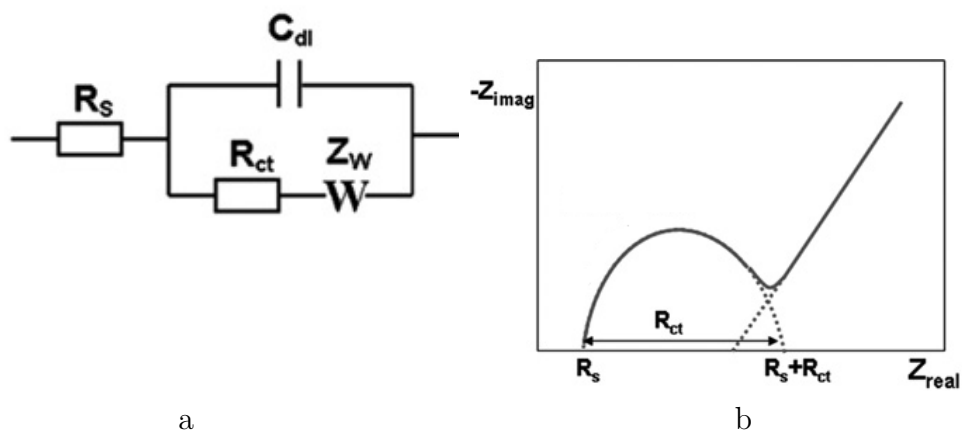 C_dl
R_S
R_ct
Z_W
W
-Z_imag
R_ct
R_s
R_s+R_ct
Z_real
a
b